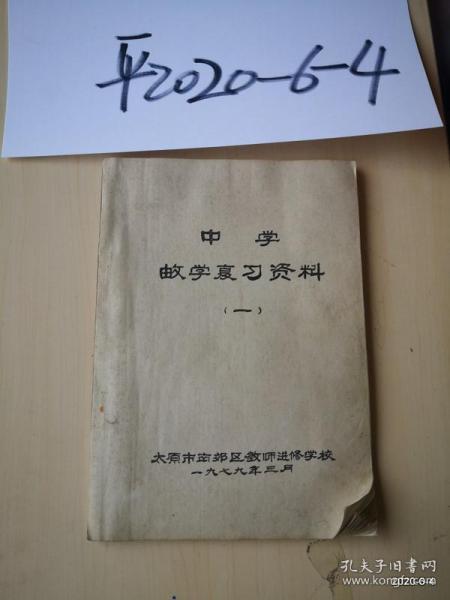 平2020-6-4
中学
数学复习资料
(一)
太原市南郊区教师进修学校
一九七九年三月
孔夫子旧书网
www.kongfz.com
2020-6-4